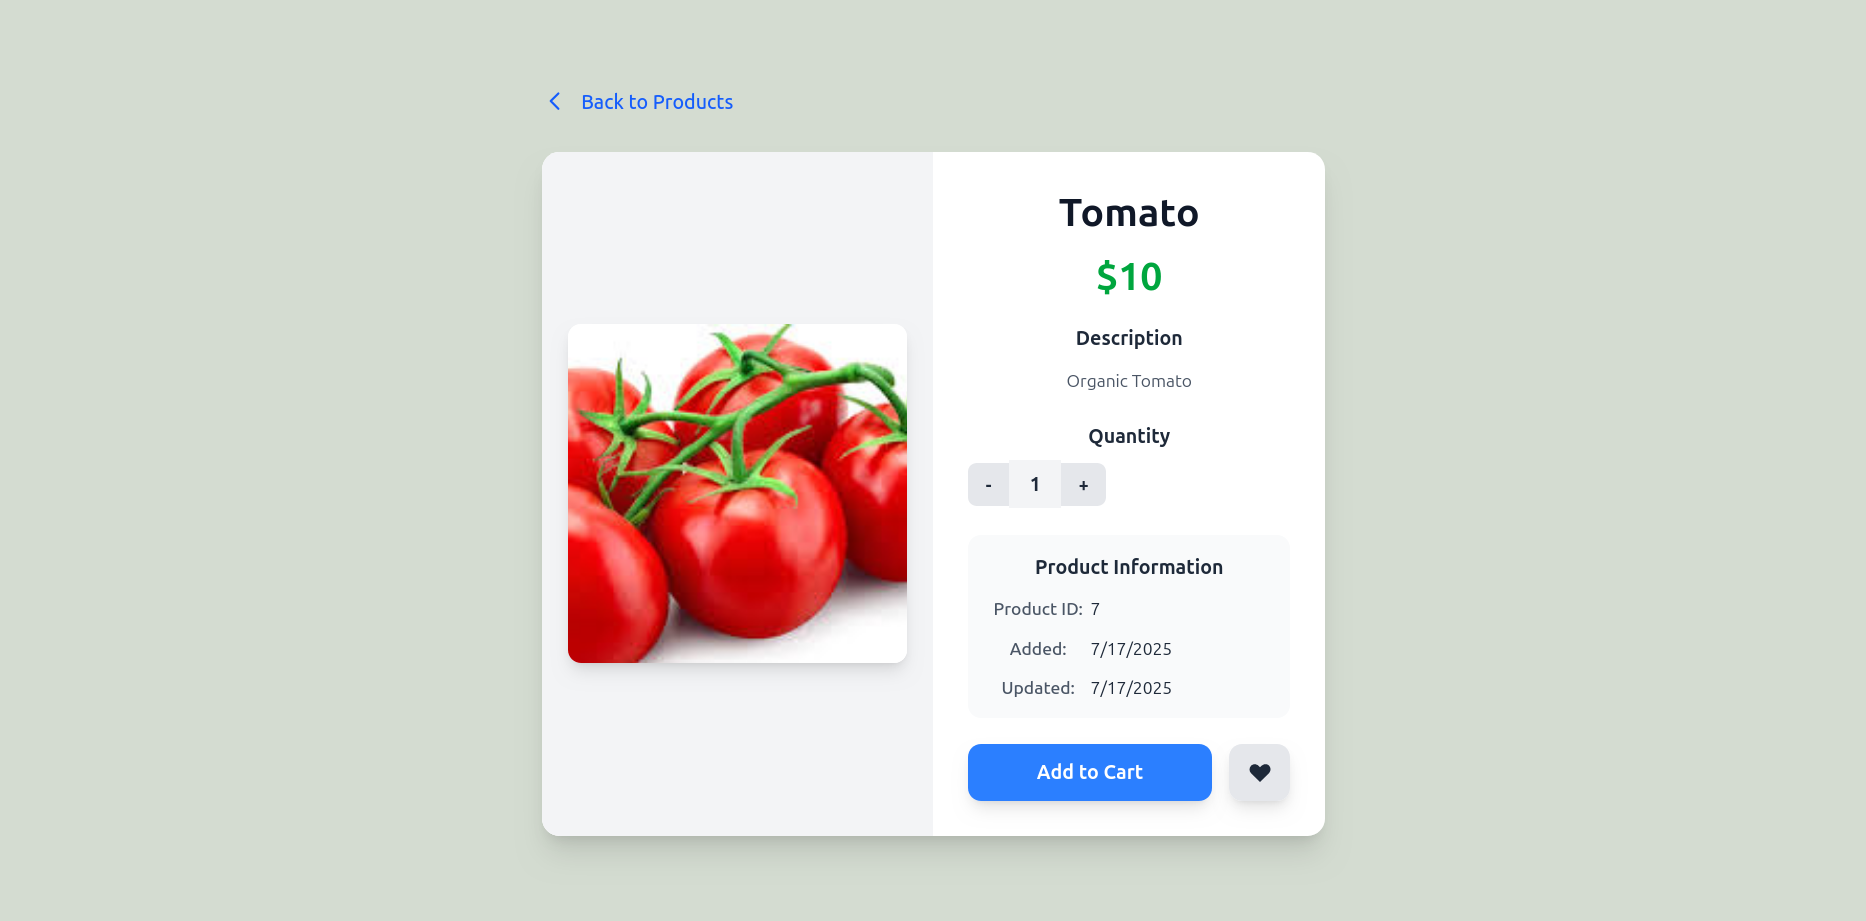 Back to Products
Tomato
$10
Description
Organic Tomato
Quantity
- 1 +
Product Information
Product ID: 7
Added: 7/17/2025
Updated: 7/17/2025
Add to Cart